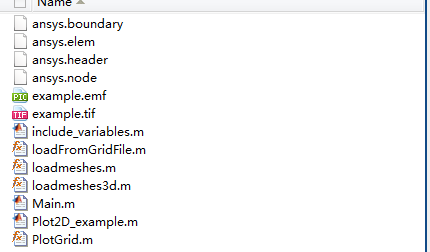 Name
ansys.boundary
ansys.elem
ansys.header
ansys.node
example.emf
example.tif
include_variables.m
loadFromGridFile.m
loadmeshes.m
loadmeshes3d.m
Main.m
Plot2D_example.m
PlotGrid.m